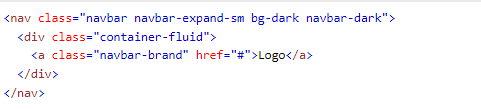 <nav class="navbar navbar-expand-sm bg-dark navbar-dark">
  <div class="container-fluid">
    <a class="navbar-brand" href="#">Logo</a>
  </div>
</nav>